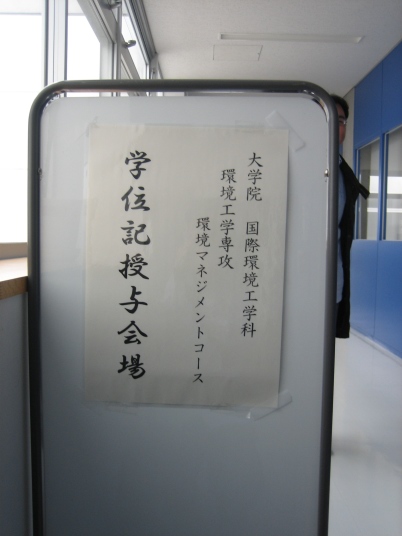 大学院　国際環境工学科
環境工学専攻
環境マネジメントコース
学位記授与会場